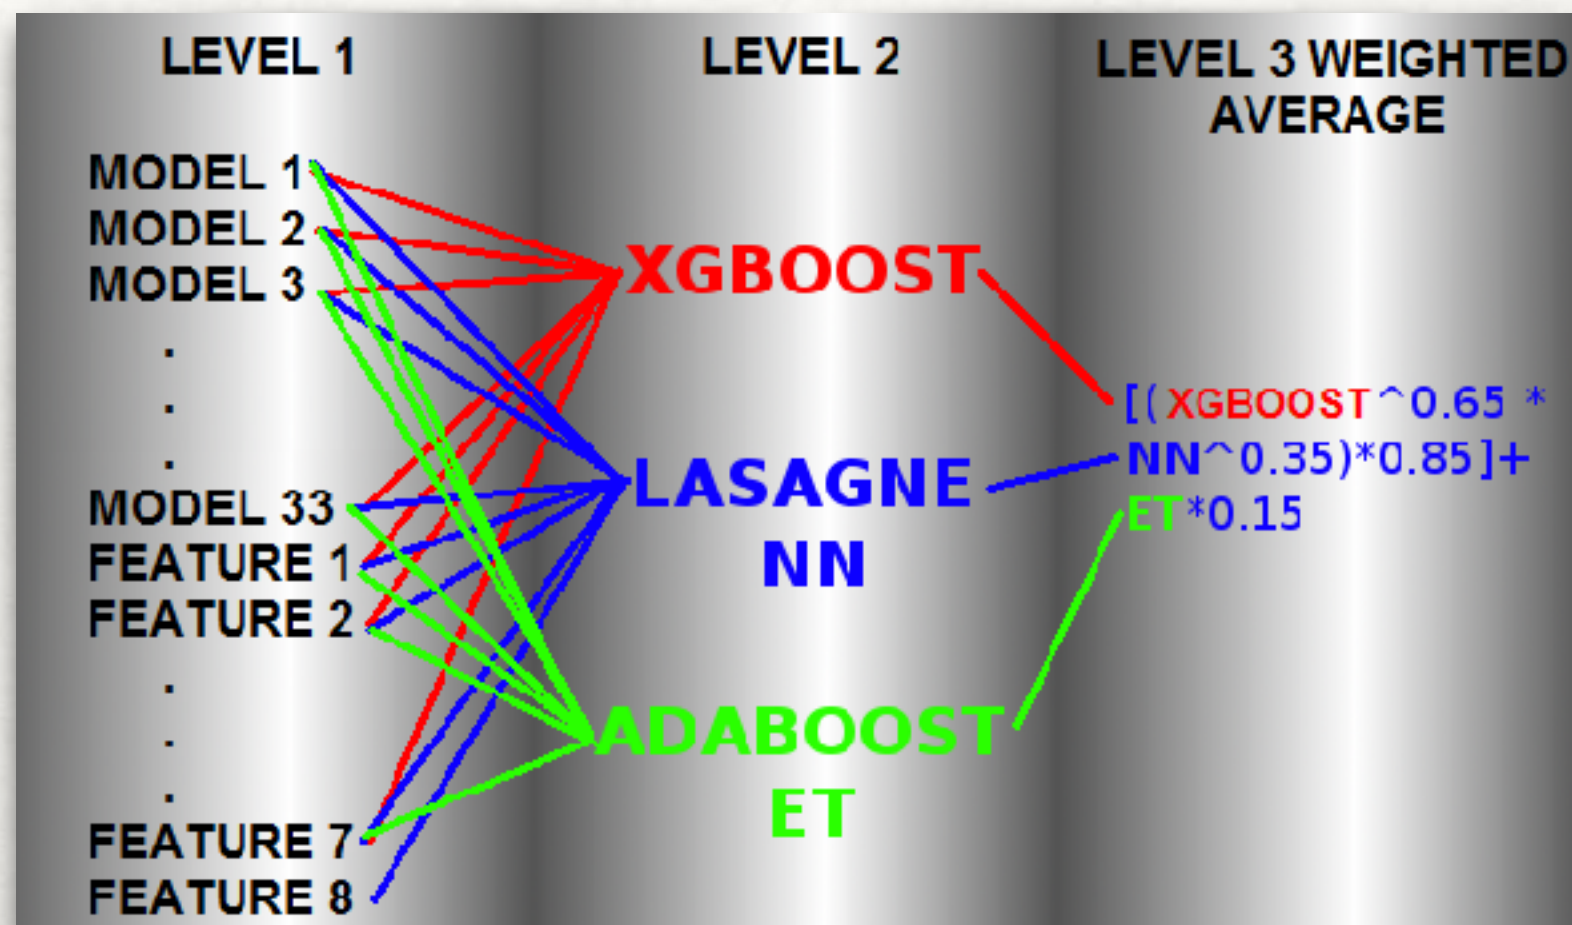 LEVEL 1
MODEL 1
MODEL 2
MODEL 3
.
.
.
MODEL 33
FEATURE 1
FEATURE 2
.
.
.
FEATURE 7
FEATURE 8
LEVEL 2
XGBOOST
LASAGNE
NN
ADABOOST
ET
LEVEL 3 WEIGHTED
AVERAGE
[(XGBOOST^0.65 *
NN^0.35)*0.85]+
ET*0.15